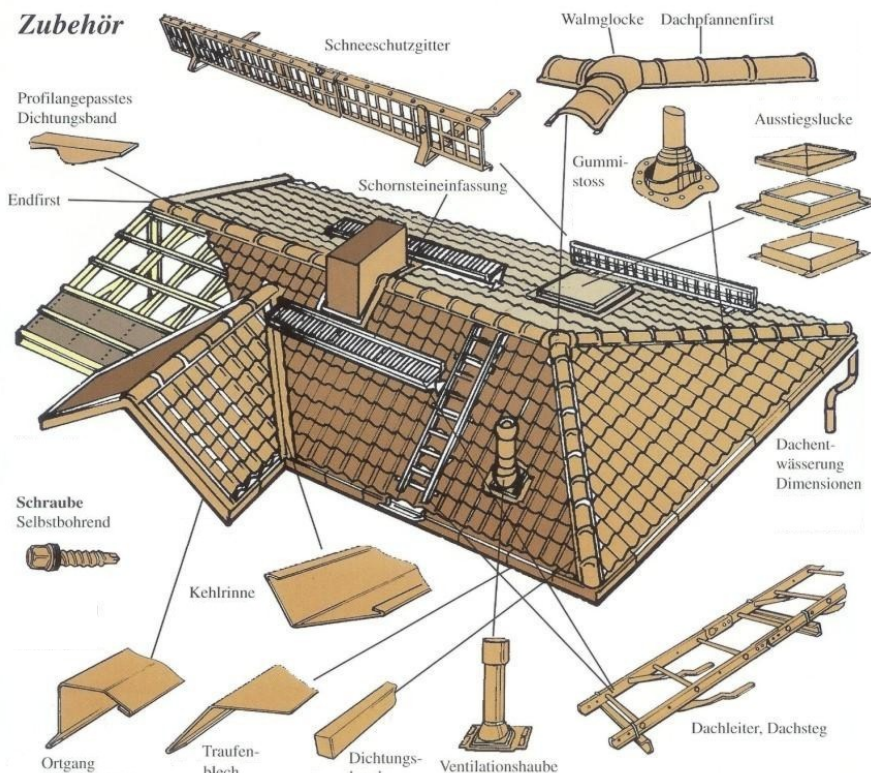 Zubehör
Schneeschutzgitter
Walmglocke
Dachpfannenfirst
Profilangepasstes
Dichtungsband
Ausstiegslucke
Gummi-
stoss
Schornsteineinfassung
Endfirst
Dachent-
wässerung
Dimensionen
Schraube
Selbstbohrend
Kehlrinne
Ortgang
Traufen-
blech
Dichtungs-
Ventilationshaube
Dachleiter, Dachsteg